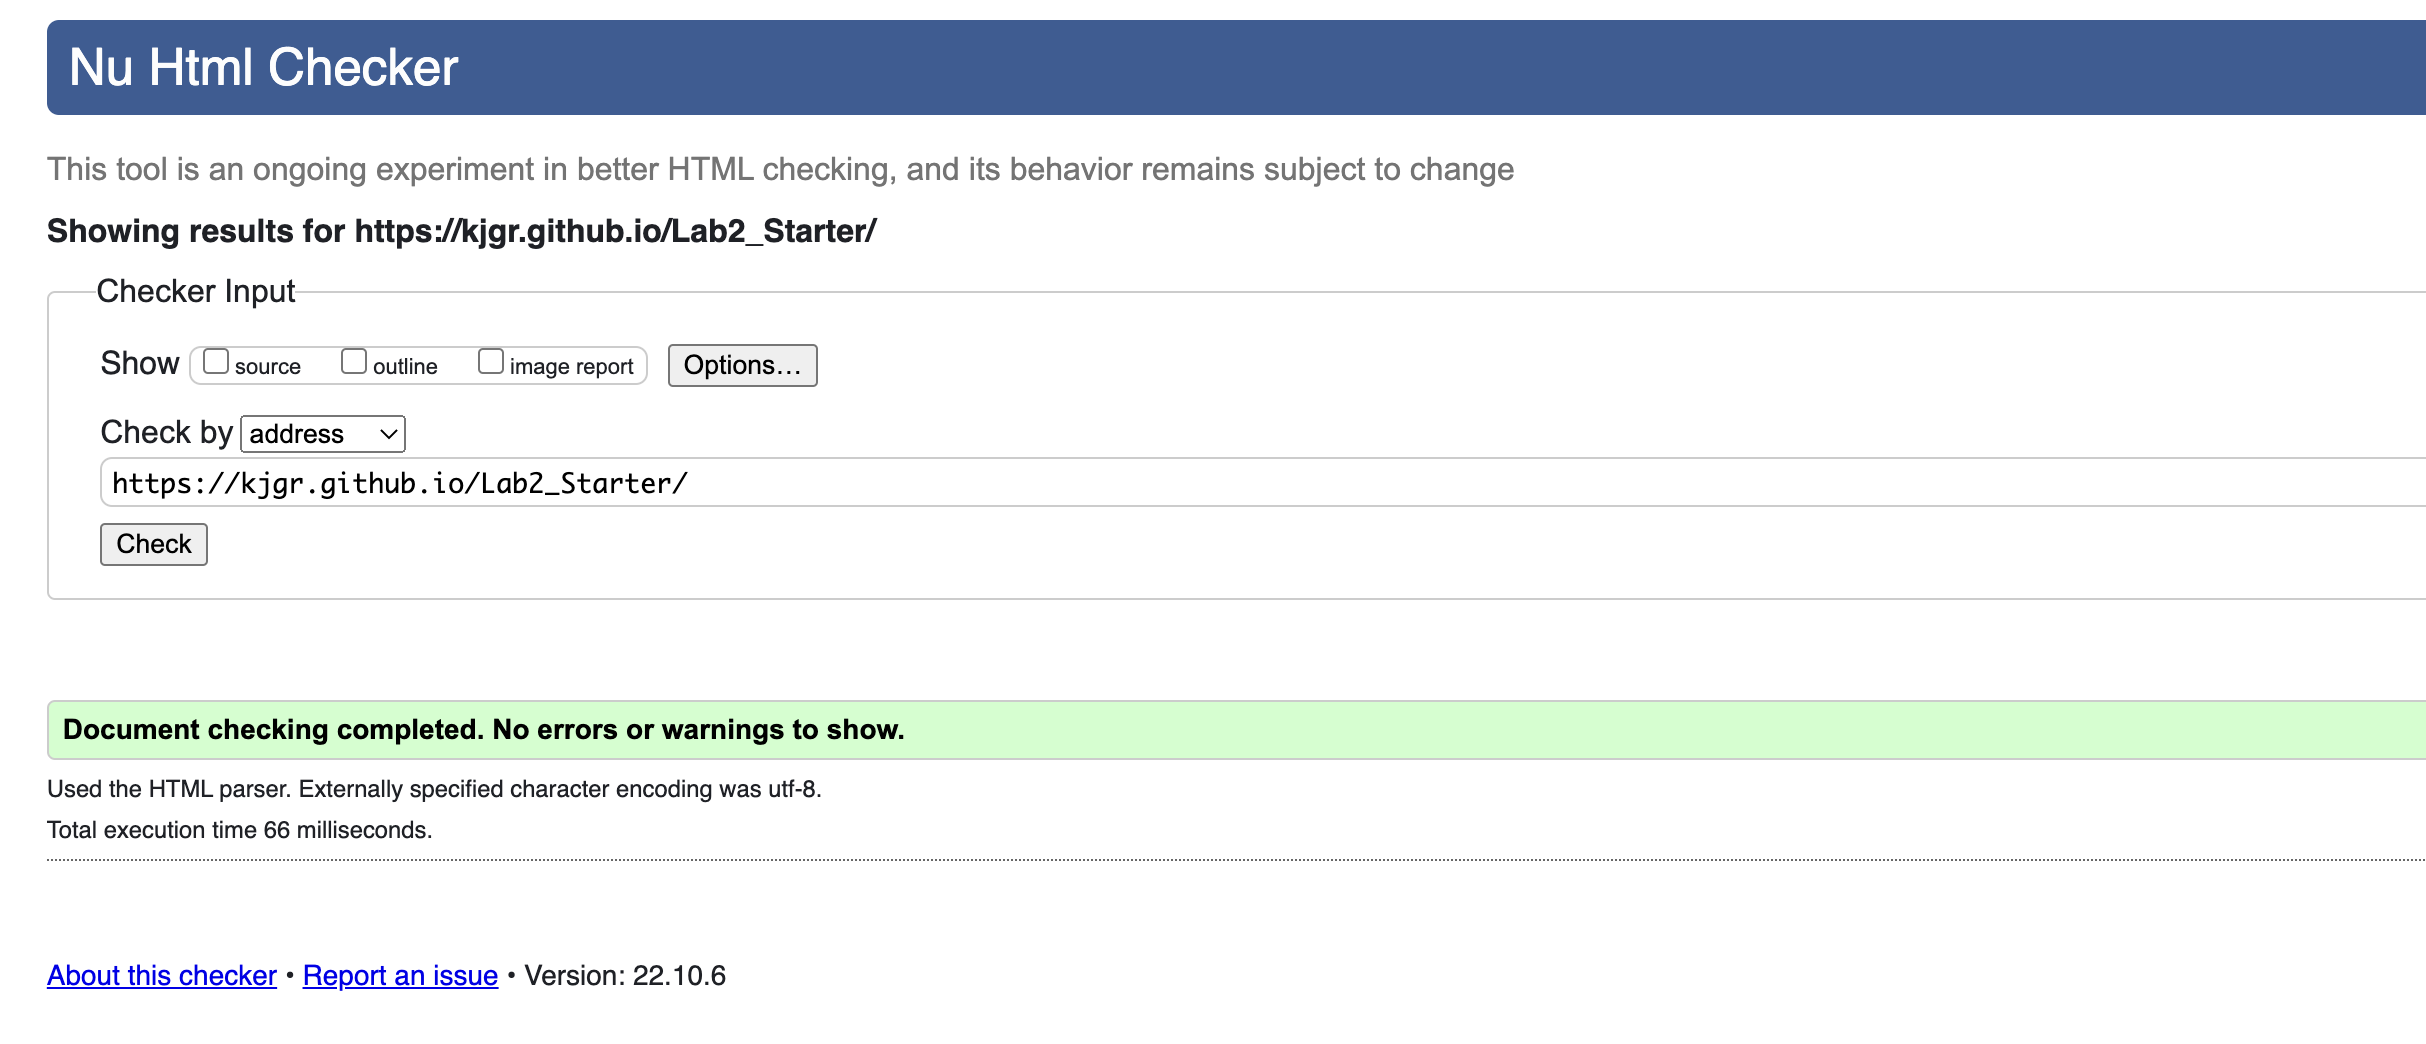 Nu Html Checker
This tool is an ongoing experiment in better HTML checking, and its behavior remains subject to change
Showing results for https://kjgr.github.io/Lab2_Starter/
Checker Input
Show source outline image report Options...
Check by address
https://kjgr.github.io/Lab2_Starter/
Check
Document checking completed. No errors or warnings to show.
Used the HTML parser. Externally specified character encoding was utf-8.
Total execution time 66 milliseconds.
About this checker • Report an issue • Version: 22.10.6